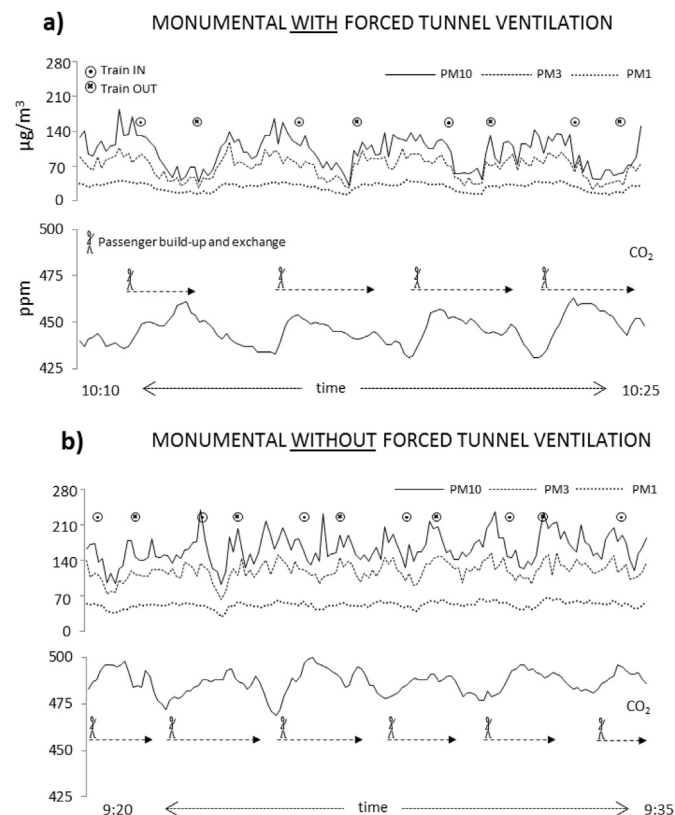 a) MONUMENTAL WITH FORCED TUNNEL VENTILATION
280
210
140
70
0
µg/m³
Train IN
Train OUT
PM10 PM3 PM1
500
475
450
425
ppm
Passenger build-up and exchange
CO₂
10:10 time 10:25
b) MONUMENTAL WITHOUT FORCED TUNNEL VENTILATION
280
210
140
70
0
PM10 PM3 PM1
500
475
450
425
CO₂
9:20 time 9:35